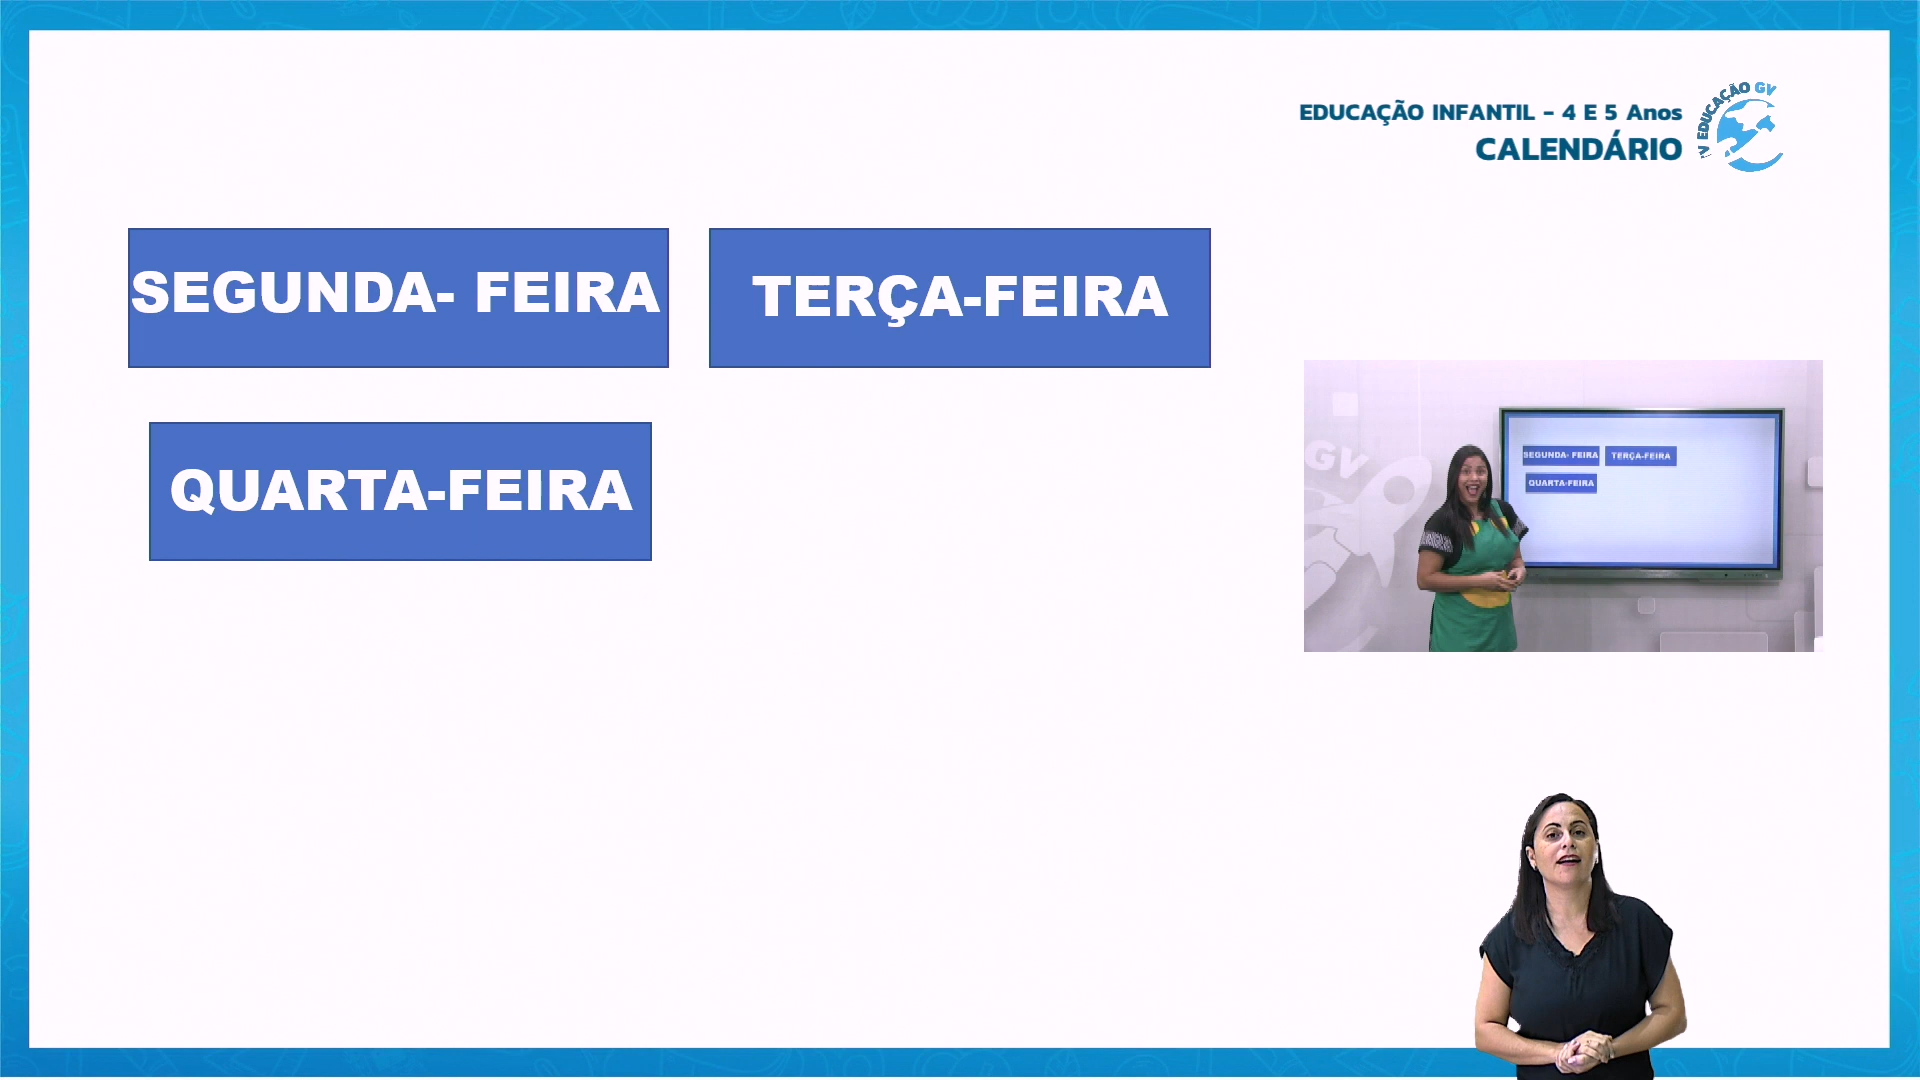 EDUCAÇÃO INFANTIL - 4 E 5 Anos
CALENDÁRIO
TV EDUCAÇÃO GV
SEGUNDA- FEIRA
TERÇA-FEIRA
QUARTA-FEIRA
GV
SEGUNDA- FEIRA
TERÇA-FEIRA
QUARTA-FEIRA